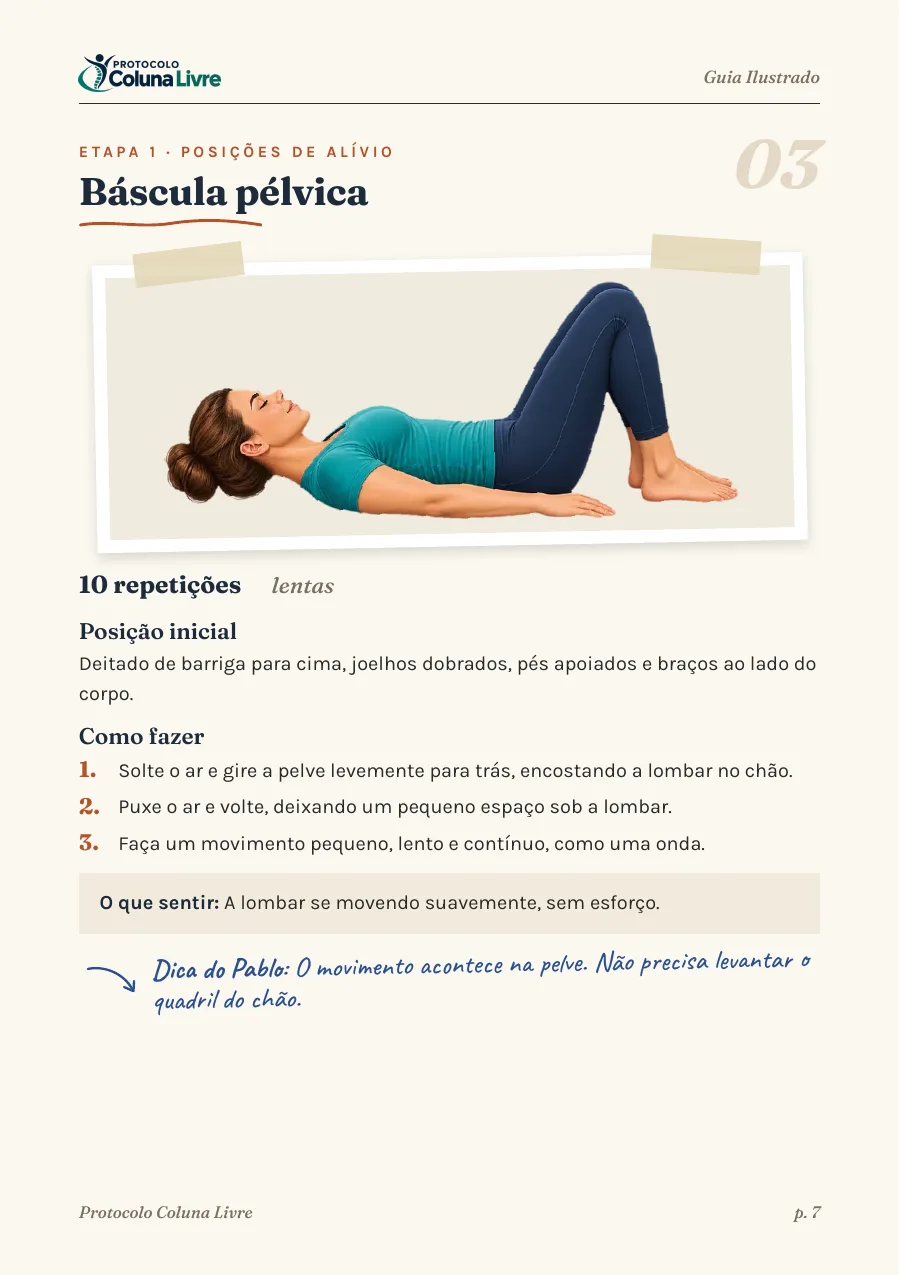 PROTOCOLO
Coluna Livre
Guia Ilustrado
ETAPA 1 · POSIÇÕES DE ALÍVIO
03
Báscula pélvica
10 repetições lentas
Posição inicial
Deitado de barriga para cima, joelhos dobrados, pés apoiados e braços ao lado do
corpo.
Como fazer
1. Solte o ar e gire a pelve levemente para trás, encostando a lombar no chão.
2. Puxe o ar e volte, deixando um pequeno espaço sob a lombar.
3. Faça um movimento pequeno, lento e contínuo, como uma onda.
O que sentir: A lombar se movendo suavemente, sem esforço.
Dica do Pablo: O movimento acontece na pelve. Não precisa levantar o
quadril do chão.
Protocolo Coluna Livre
p. 7